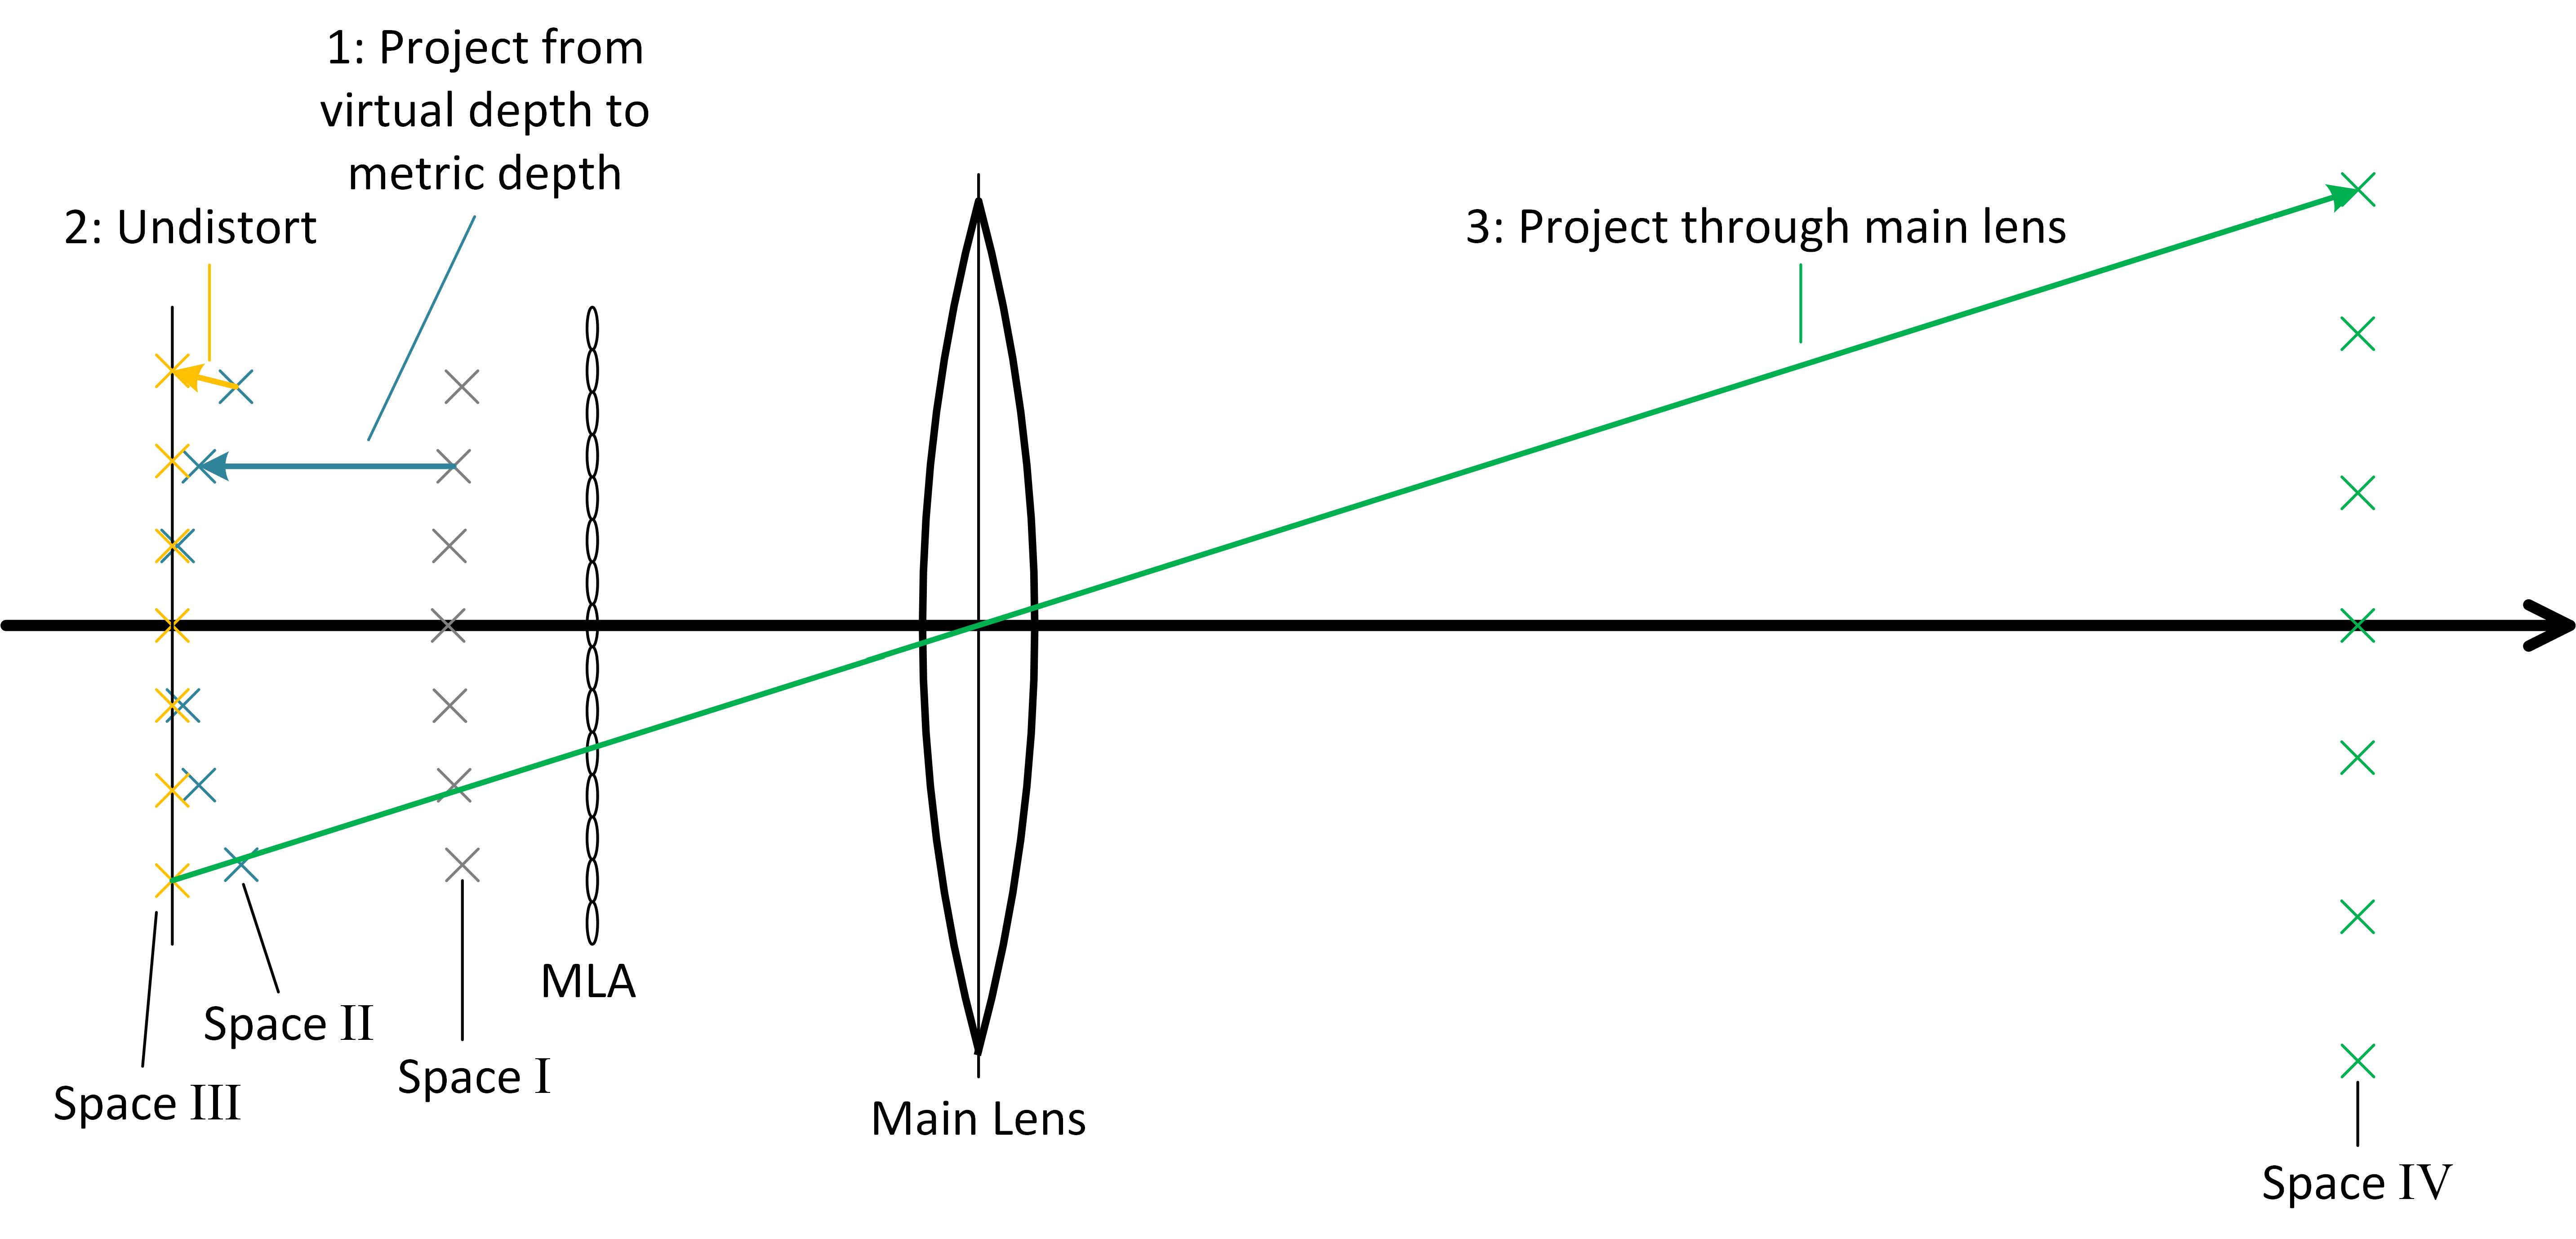 1: Project from
virtual depth to
metric depth
2: Undistort
3: Project through main lens
MLA
Space II
Space I
Space III
Main Lens
Space IV